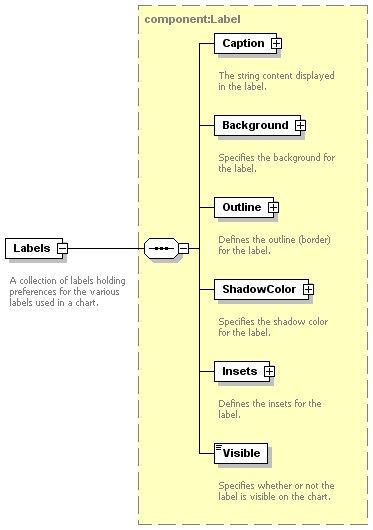 component:Label
Caption
The string content displayed
in the label.
Background
Specifies the background for
the label.
Outline
Defines the outline (border)
for the label.
Labels
A collection of labels holding
preferences for the various
labels used in a chart.
ShadowColor
Specifies the shadow color
for the label.
Insets
Defines the insets for the
label.
Visible
Specifies whether or not the
label is visible on the chart.